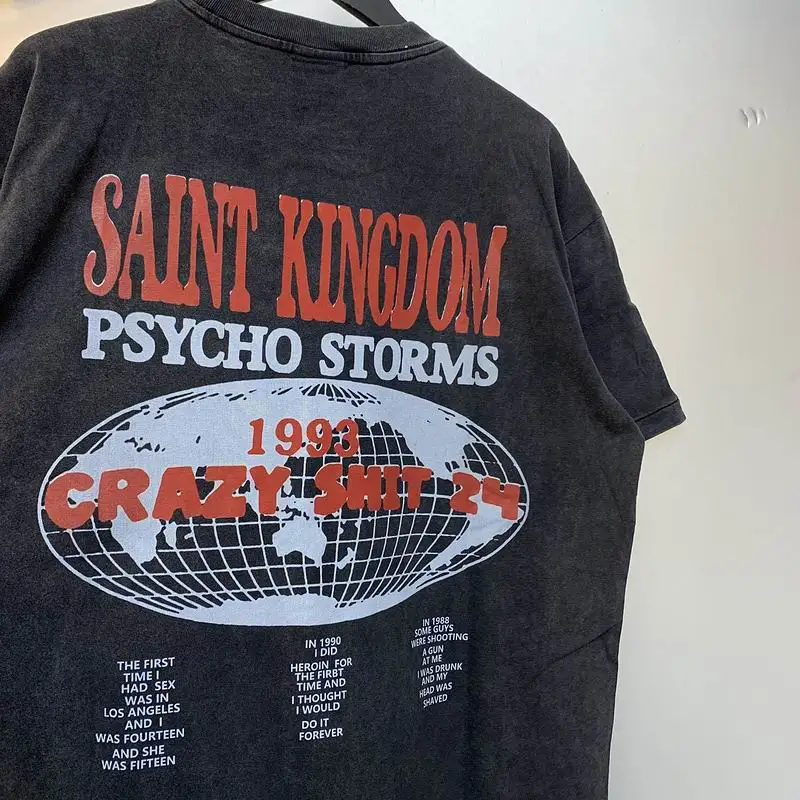 SAINT KINGDOM
PSYCHO STORMS
1993
CRAZY SHIT 24
THE FIRST
TIME I
HAD SEX
WAS IN
LOS ANGELES
AND I
WAS FOURTEEN
AND SHE
WAS FIFTEEN
IN 1990
I DID
HEROIN FOR
THE FIRBT
TIME AND
I THOUGHT
I WOULD
DO IT
FOREVER
IN 1988
SOME GUYS
WERE SHOOTING
A GUN
AT ME
I WAS DRUNK
AND MY
HEAD WAS
SHAVED